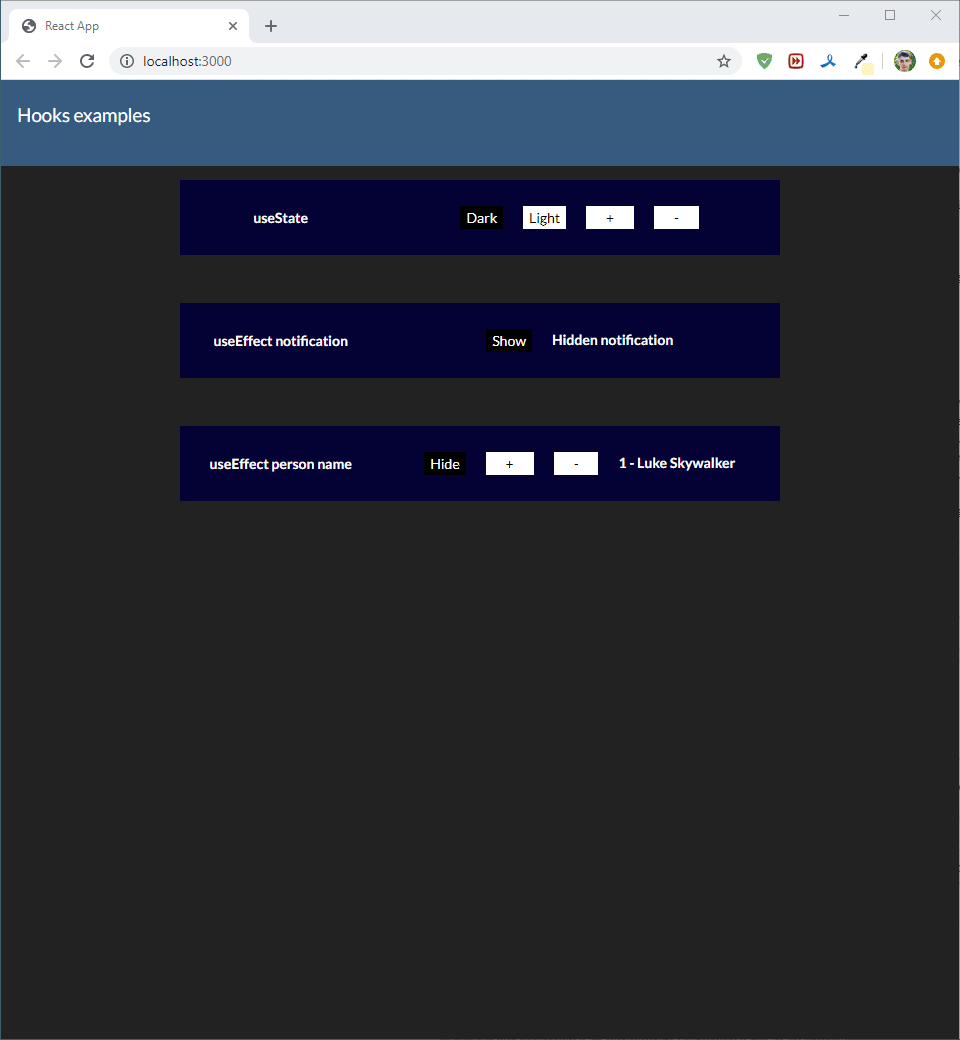 React App
localhost:3000
Hooks examples
useState Dark Light + -
useEffect notification Show Hidden notification
useEffect person name Hide + - 1 - Luke Skywalker